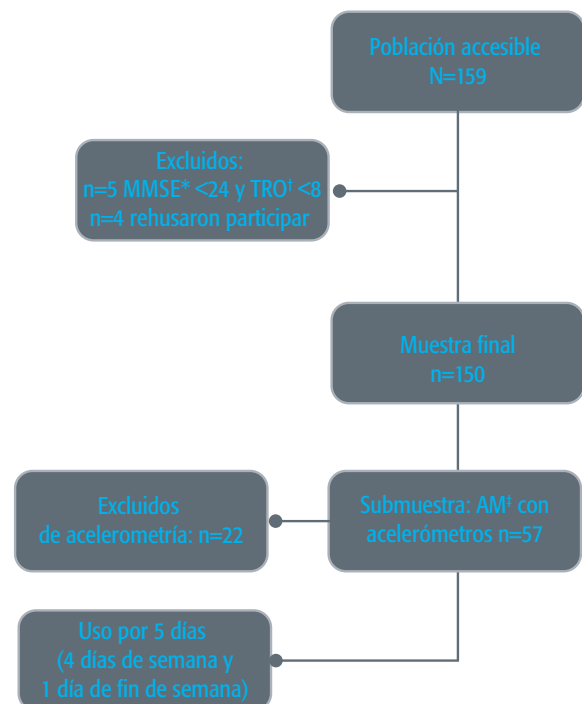 Población accesible
N=159
Excluidos:
n=5 MMSE* <24 y TRO† <8
n=4 rehusaron participar
Muestra final
n=150
Excluidos
de acelerometría: n=22
Submuestra: AM‡ con
acelerómetros n=57
Uso por 5 días
(4 días de semana y
1 día de fin de semana)